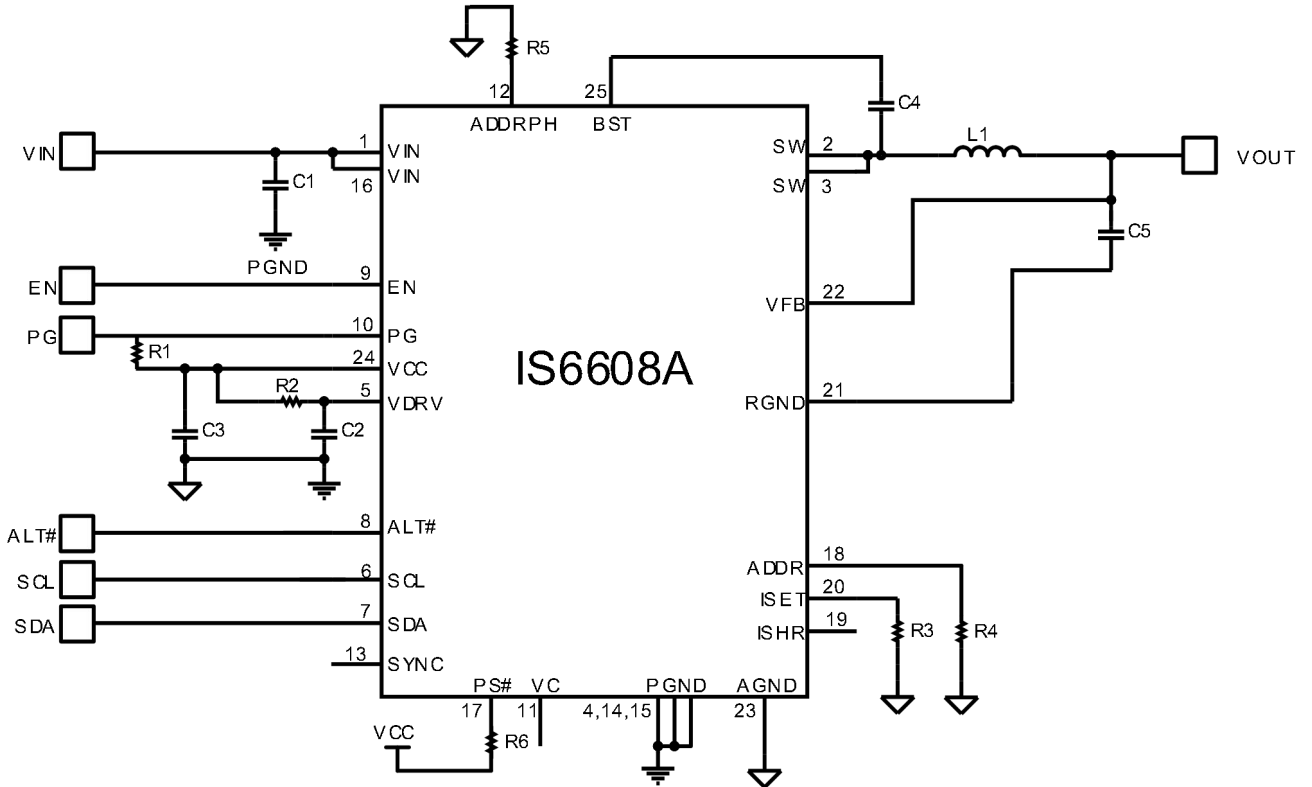 R5
12
25
ADDRPH
BST
C4
VIN
1
VIN
VIN
16
C1
PGND
SW
2
SW
3
L1
VOUT
C5
EN
9
EN
PG
10
PG
R1
24
VCC
R2
5
VDRV
C3
C2
IS6608A
VFB
22
RGND
21
ALT#
8
ALT#
SCL
6
SCL
SDA
7
SDA
13
SYNC
ADDR
18
ISET
20
ISHR
19
R3
R4
PS#
VC
PGND
AGND
17
11
4,14,15
23
VCC
R6